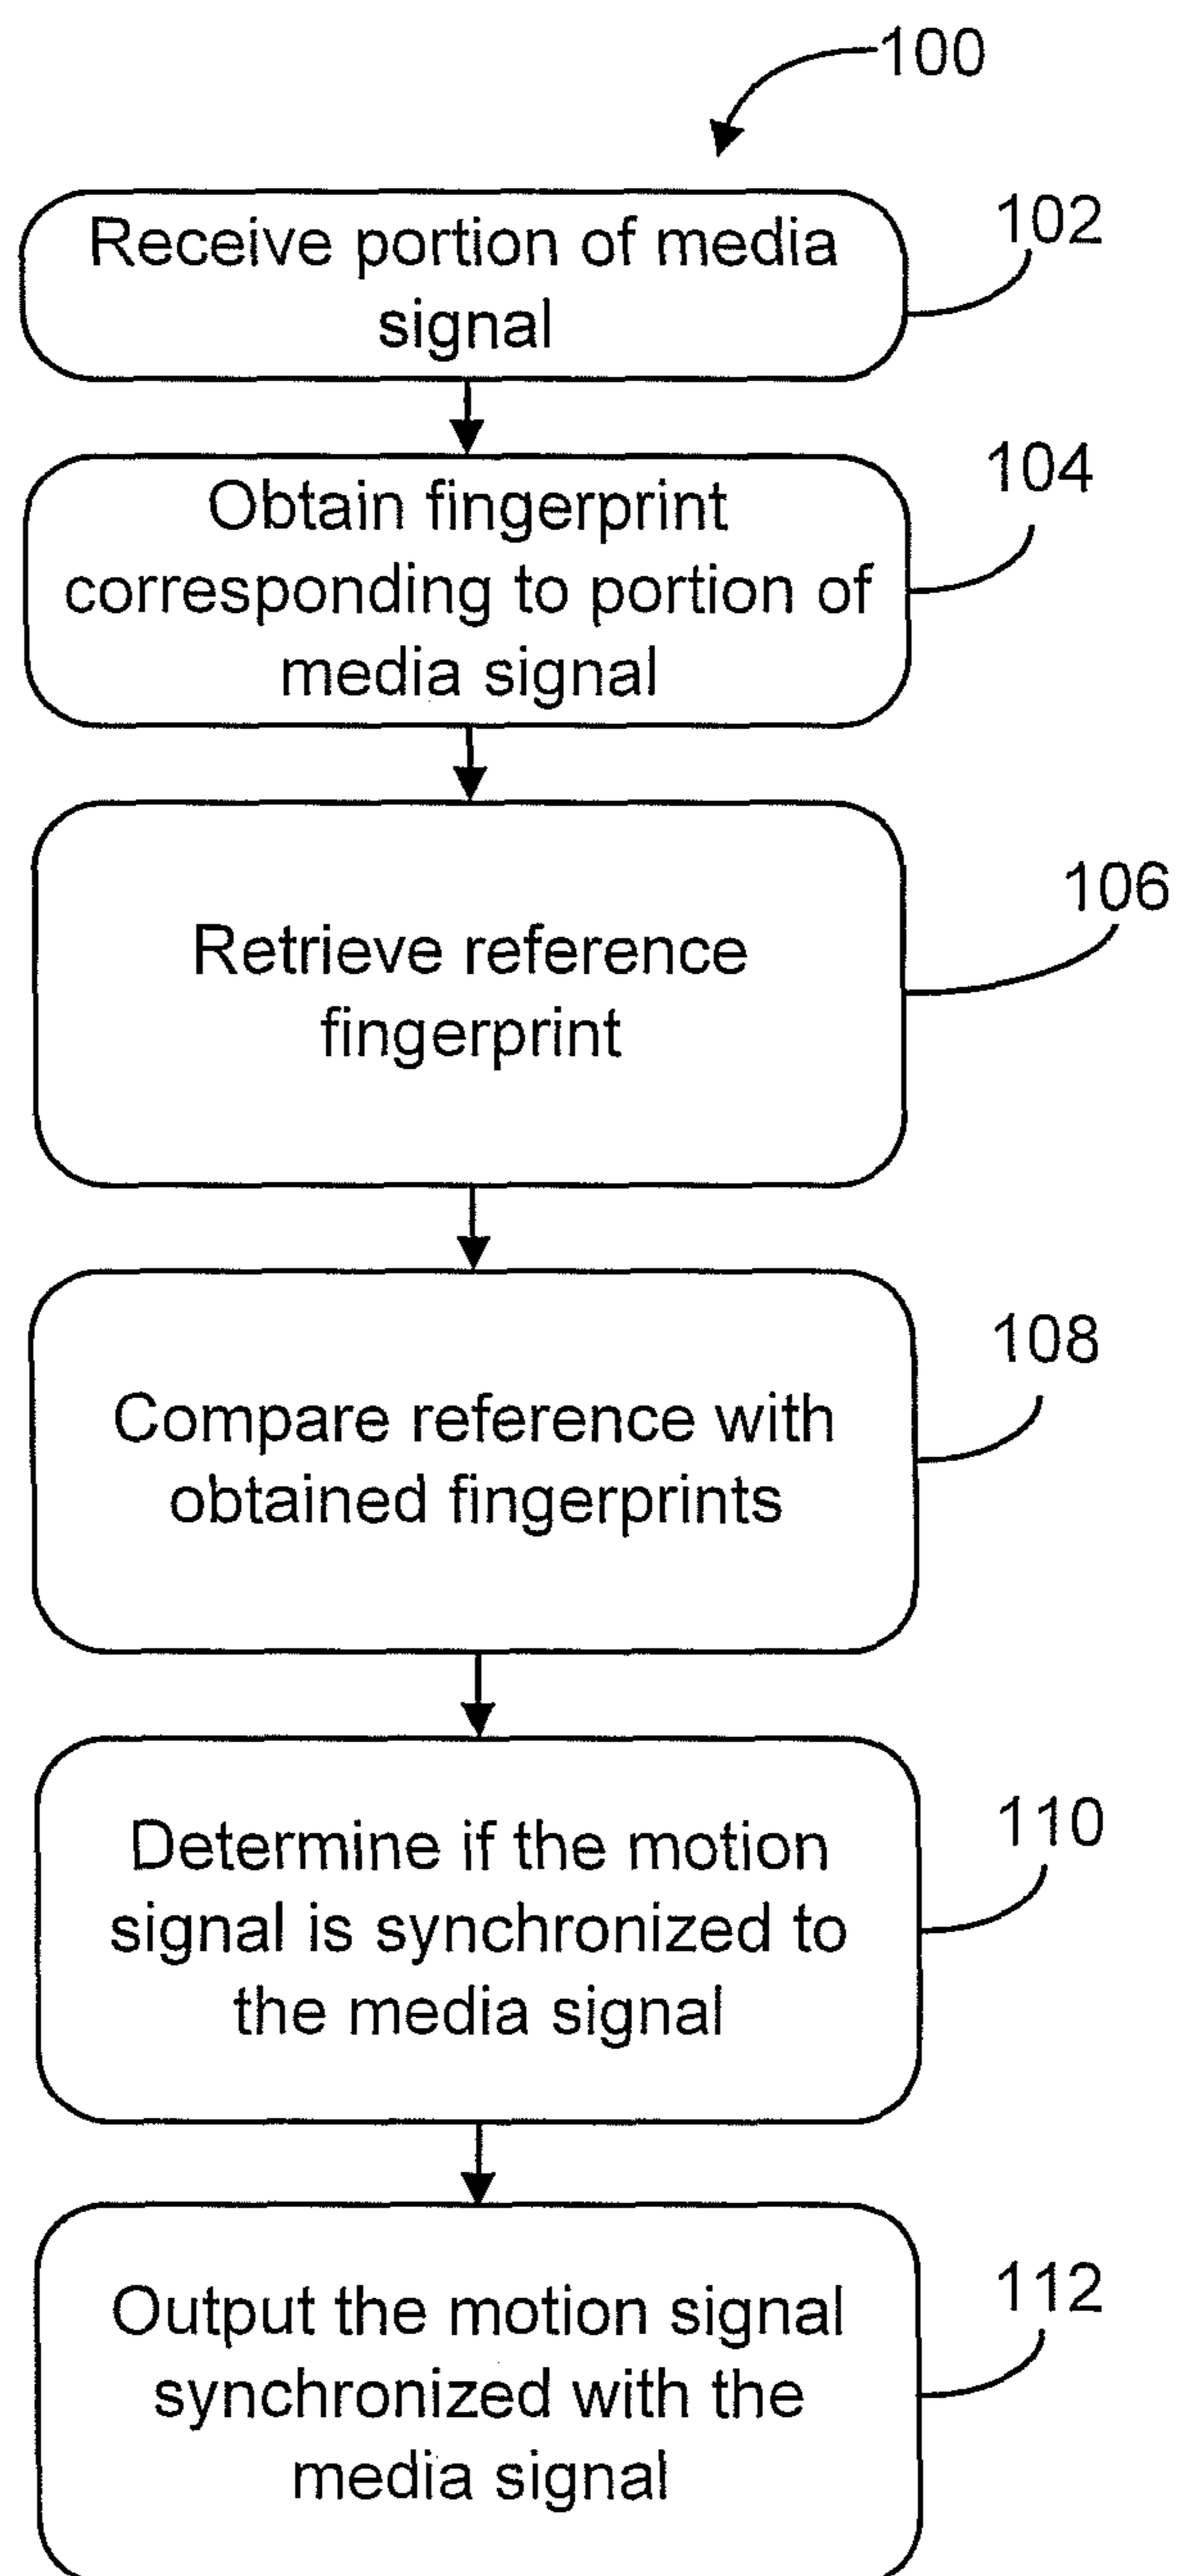 100
Receive portion of media
signal
102
Obtain fingerprint
corresponding to portion of
media signal
104
Retrieve reference
fingerprint
106
Compare reference with
obtained fingerprints
108
Determine if the motion
signal is synchronized to
the media signal
110
Output the motion signal
synchronized with the
media signal
112